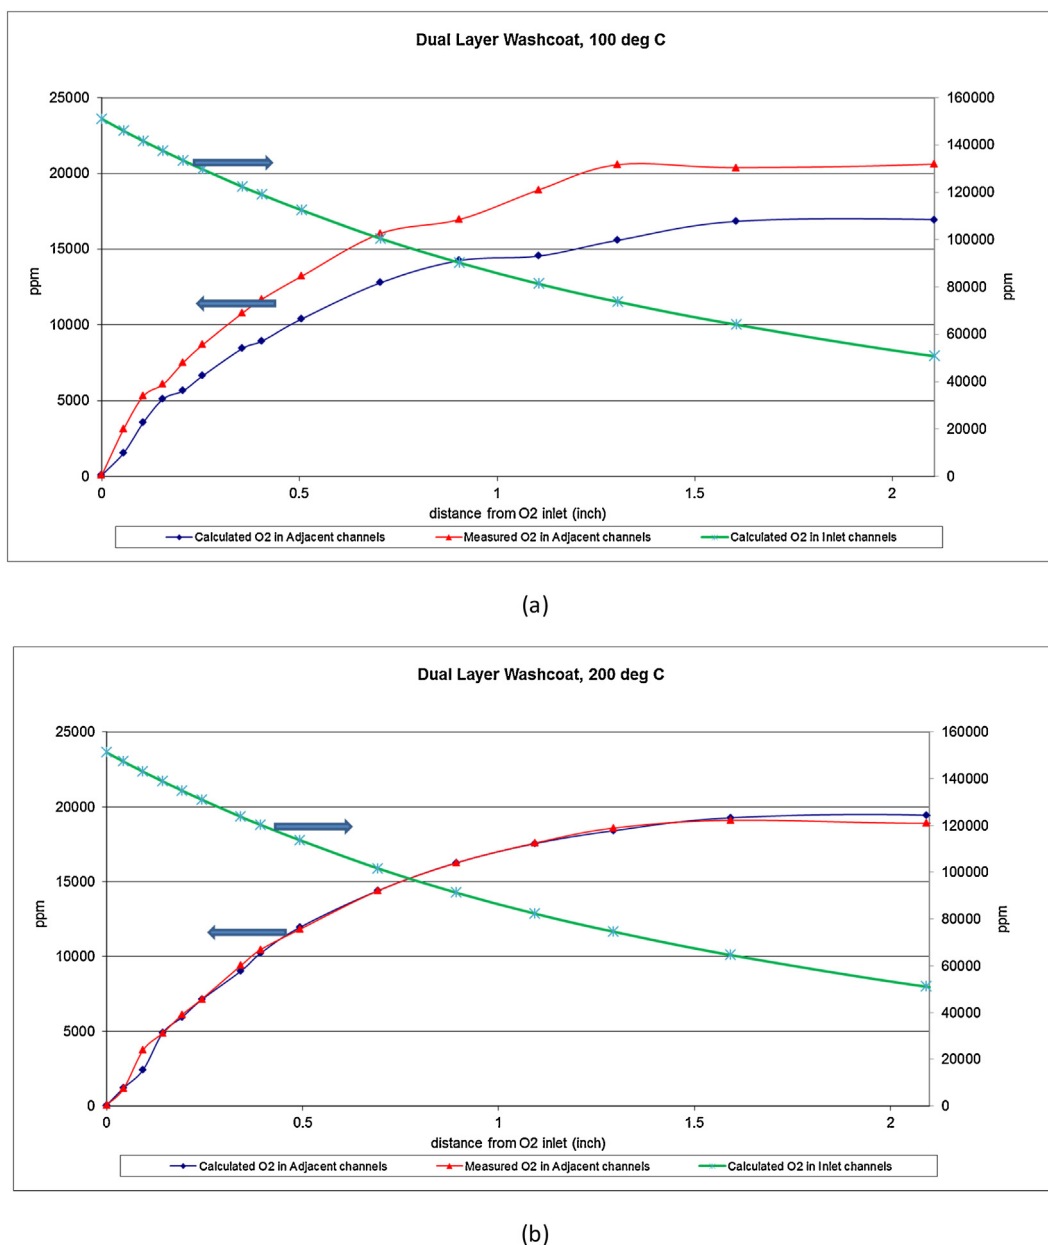 Dual Layer Washcoat, 100 deg C
25000
20000
15000
10000
5000
0
ppm
160000
140000
120000
100000
80000
60000
40000
20000
0
ppm
0 0.5 1 1.5 2
distance from O2 inlet (inch)
Calculated O2 in Adjacent channels Measured O2 in Adjacent channels Calculated O2 in Inlet channels
(a)
Dual Layer Washcoat, 200 deg C
25000
20000
15000
10000
5000
0
ppm
160000
140000
120000
100000
80000
60000
40000
20000
0
ppm
0 0.5 1 1.5 2
distance from O2 inlet (inch)
Calculated O2 in Adjacent channels Measured O2 in Adjacent channels Calculated O2 in Inlet channels
(b)